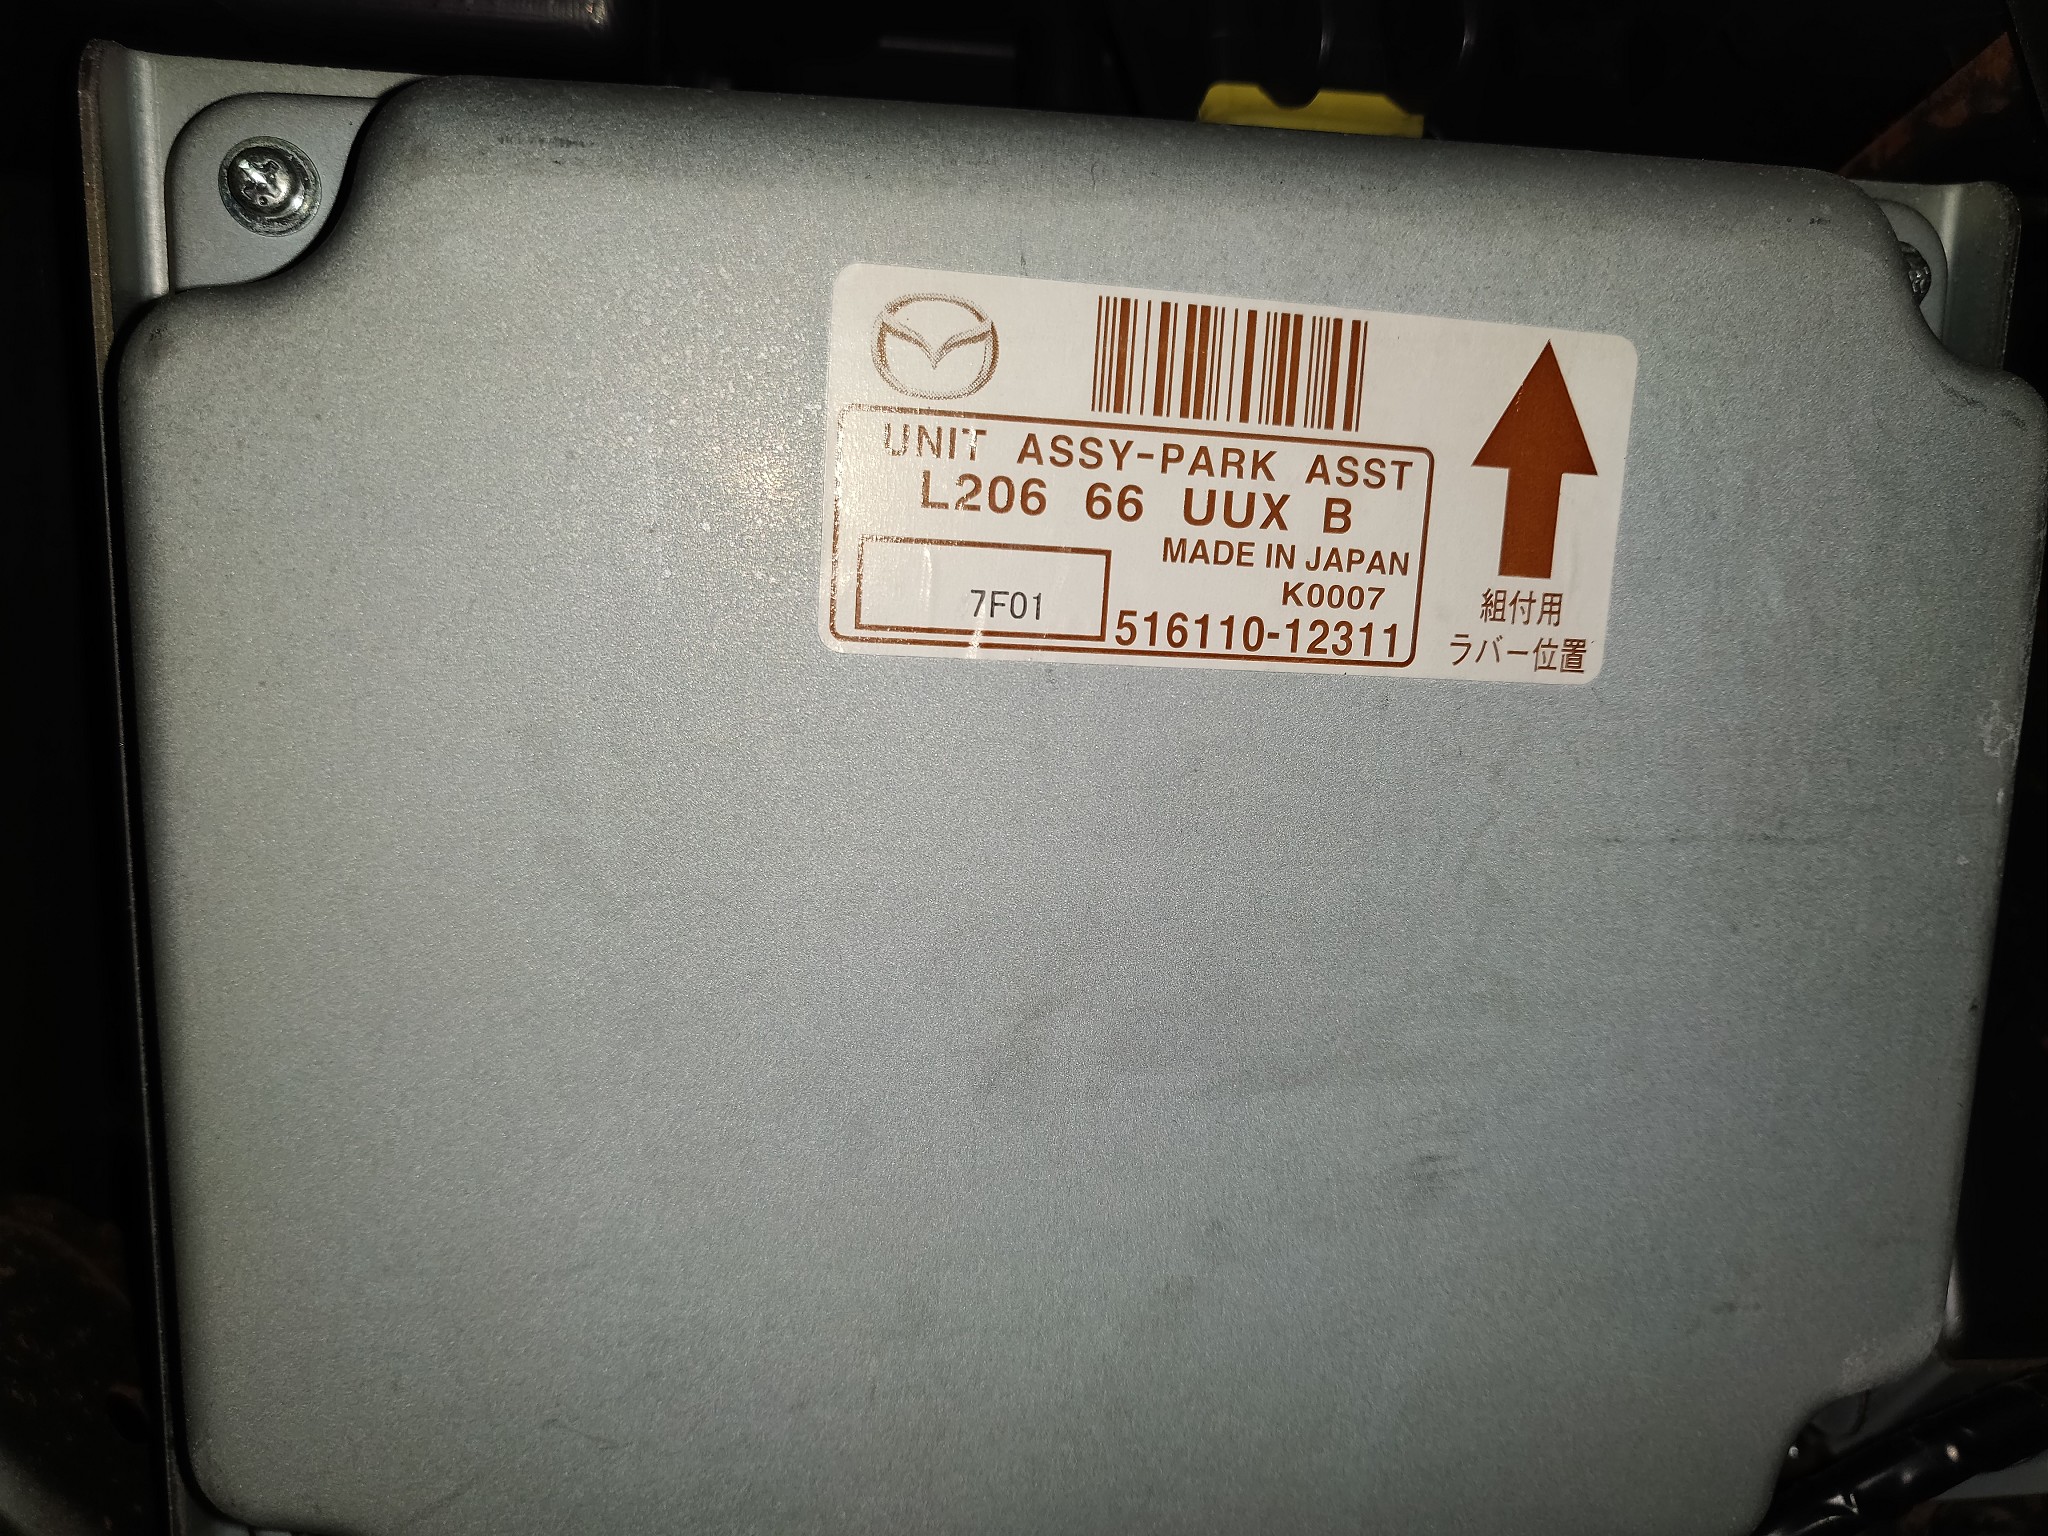 UNIT ASSY-PARK ASST
L206 66 UUX B
MADE IN JAPAN
K0007
7F01
516110-12311
組付用
ラバー位置